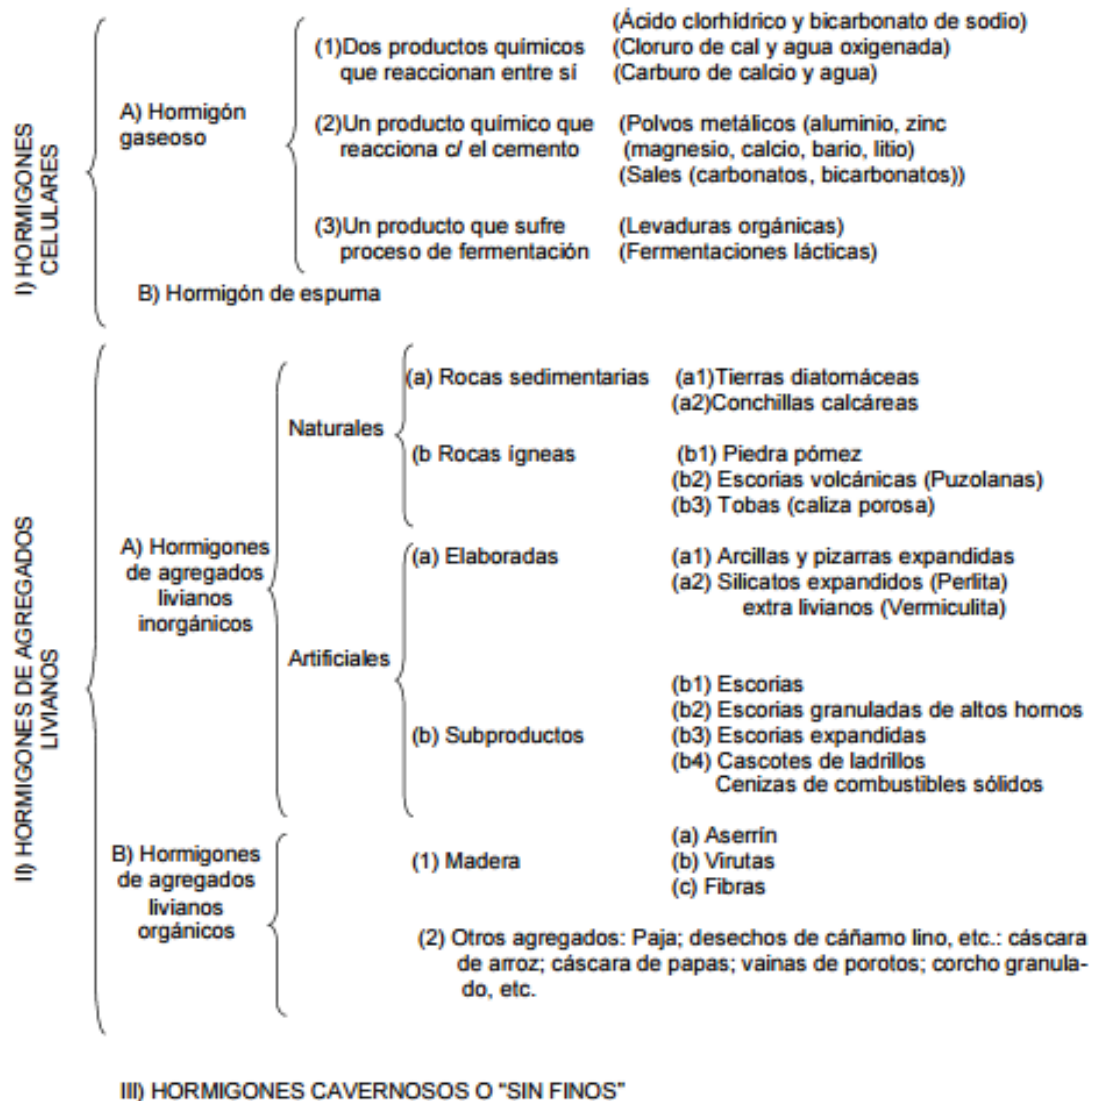 I) HORMIGONES
CELULARES
A) Hormigón
gaseoso
(1)Dos productos químicos
que reaccionan entre sí
(Ácido clorhídrico y bicarbonato de sodio)
(Cloruro de cal y agua oxigenada)
(Carburo de calcio y agua)
(2)Un producto químico que
reacciona c/ el cemento
(Polvos metálicos (aluminio, zinc
(magnesio, calcio, bario, litio)
(Sales (carbonatos, bicarbonatos))
(3)Un producto que sufre
proceso de fermentación
(Levaduras orgánicas)
(Fermentaciones lácticas)
B) Hormigón de espuma
II) HORMIGONES DE AGREGADOS
LIVIANOS
A) Hormigones
de agregados
livianos
inorgánicos
Naturales
(a) Rocas sedimentarias
(a1)Tierras diatomáceas
(a2)Conchillas calcáreas
(b Rocas ígneas
(b1) Piedra pómez
(b2) Escorias volcánicas (Puzolanas)
(b3) Tobas (caliza porosa)
Artificiales
(a) Elaboradas
(a1) Arcillas y pizarras expandidas
(a2) Silicatos expandidos (Perlita)
extra livianos (Vermiculita)
(b) Subproductos
(b1) Escorias
(b2) Escorias granuladas de altos hornos
(b3) Escorias expandidas
(b4) Cascotes de ladrillos
Cenizas de combustibles sólidos
B) Hormigones
de agregados
livianos
orgánicos
(1) Madera
(a) Aserrín
(b) Virutas
(c) Fibras
(2) Otros agregados: Paja; desechos de cáñamo lino, etc.: cáscara
de arroz; cáscara de papas; vainas de porotos; corcho granula-
do, etc.
III) HORMIGONES CAVERNOSOS O "SIN FINOS"